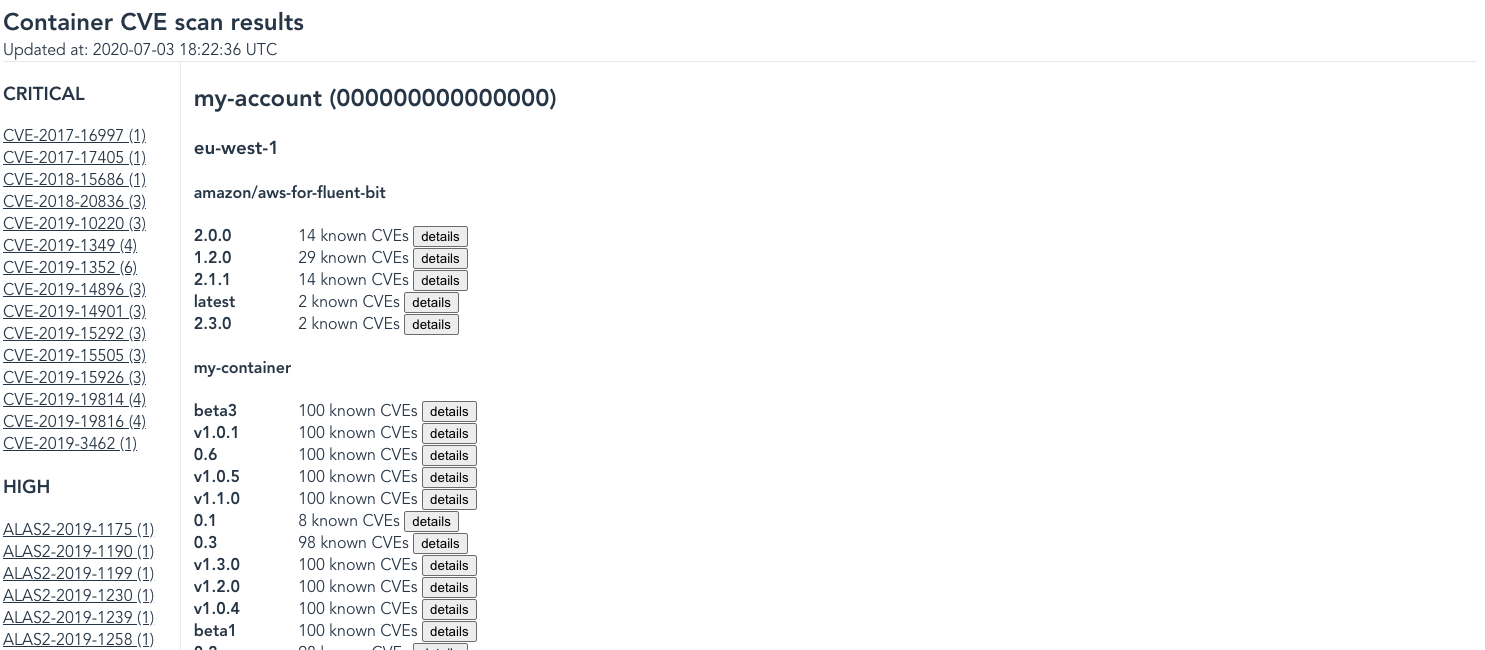 Container CVE scan results
Updated at: 2020-07-03 18:22:36 UTC
CRITICAL
CVE-2017-16997 (1)
CVE-2017-17405 (1)
CVE-2018-15686 (1)
CVE-2018-20836 (3)
CVE-2019-10220 (3)
CVE-2019-1349 (4)
CVE-2019-1352 (6)
CVE-2019-14896 (3)
CVE-2019-14901 (3)
CVE-2019-15292 (3)
CVE-2019-15505 (3)
CVE-2019-15926 (3)
CVE-2019-19814 (4)
CVE-2019-19816 (4)
CVE-2019-3462 (1)
HIGH
ALAS2-2019-1175 (1)
ALAS2-2019-1190 (1)
ALAS2-2019-1199 (1)
ALAS2-2019-1230 (1)
ALAS2-2019-1239 (1)
ALAS2-2019-1258 (1)
my-account (000000000000000)
eu-west-1
amazon/aws-for-fluent-bit
2.0.0 14 known CVEs details
1.2.0 29 known CVEs details
2.1.1 14 known CVEs details
latest 2 known CVEs details
2.3.0 2 known CVEs details
my-container
beta3 100 known CVEs details
v1.0.1 100 known CVEs details
0.6 100 known CVEs details
v1.0.5 100 known CVEs details
v1.1.0 100 known CVEs details
0.1 8 known CVEs details
0.3 98 known CVEs details
v1.3.0 100 known CVEs details
v1.2.0 100 known CVEs details
v1.0.4 100 known CVEs details
beta1 100 known CVEs details